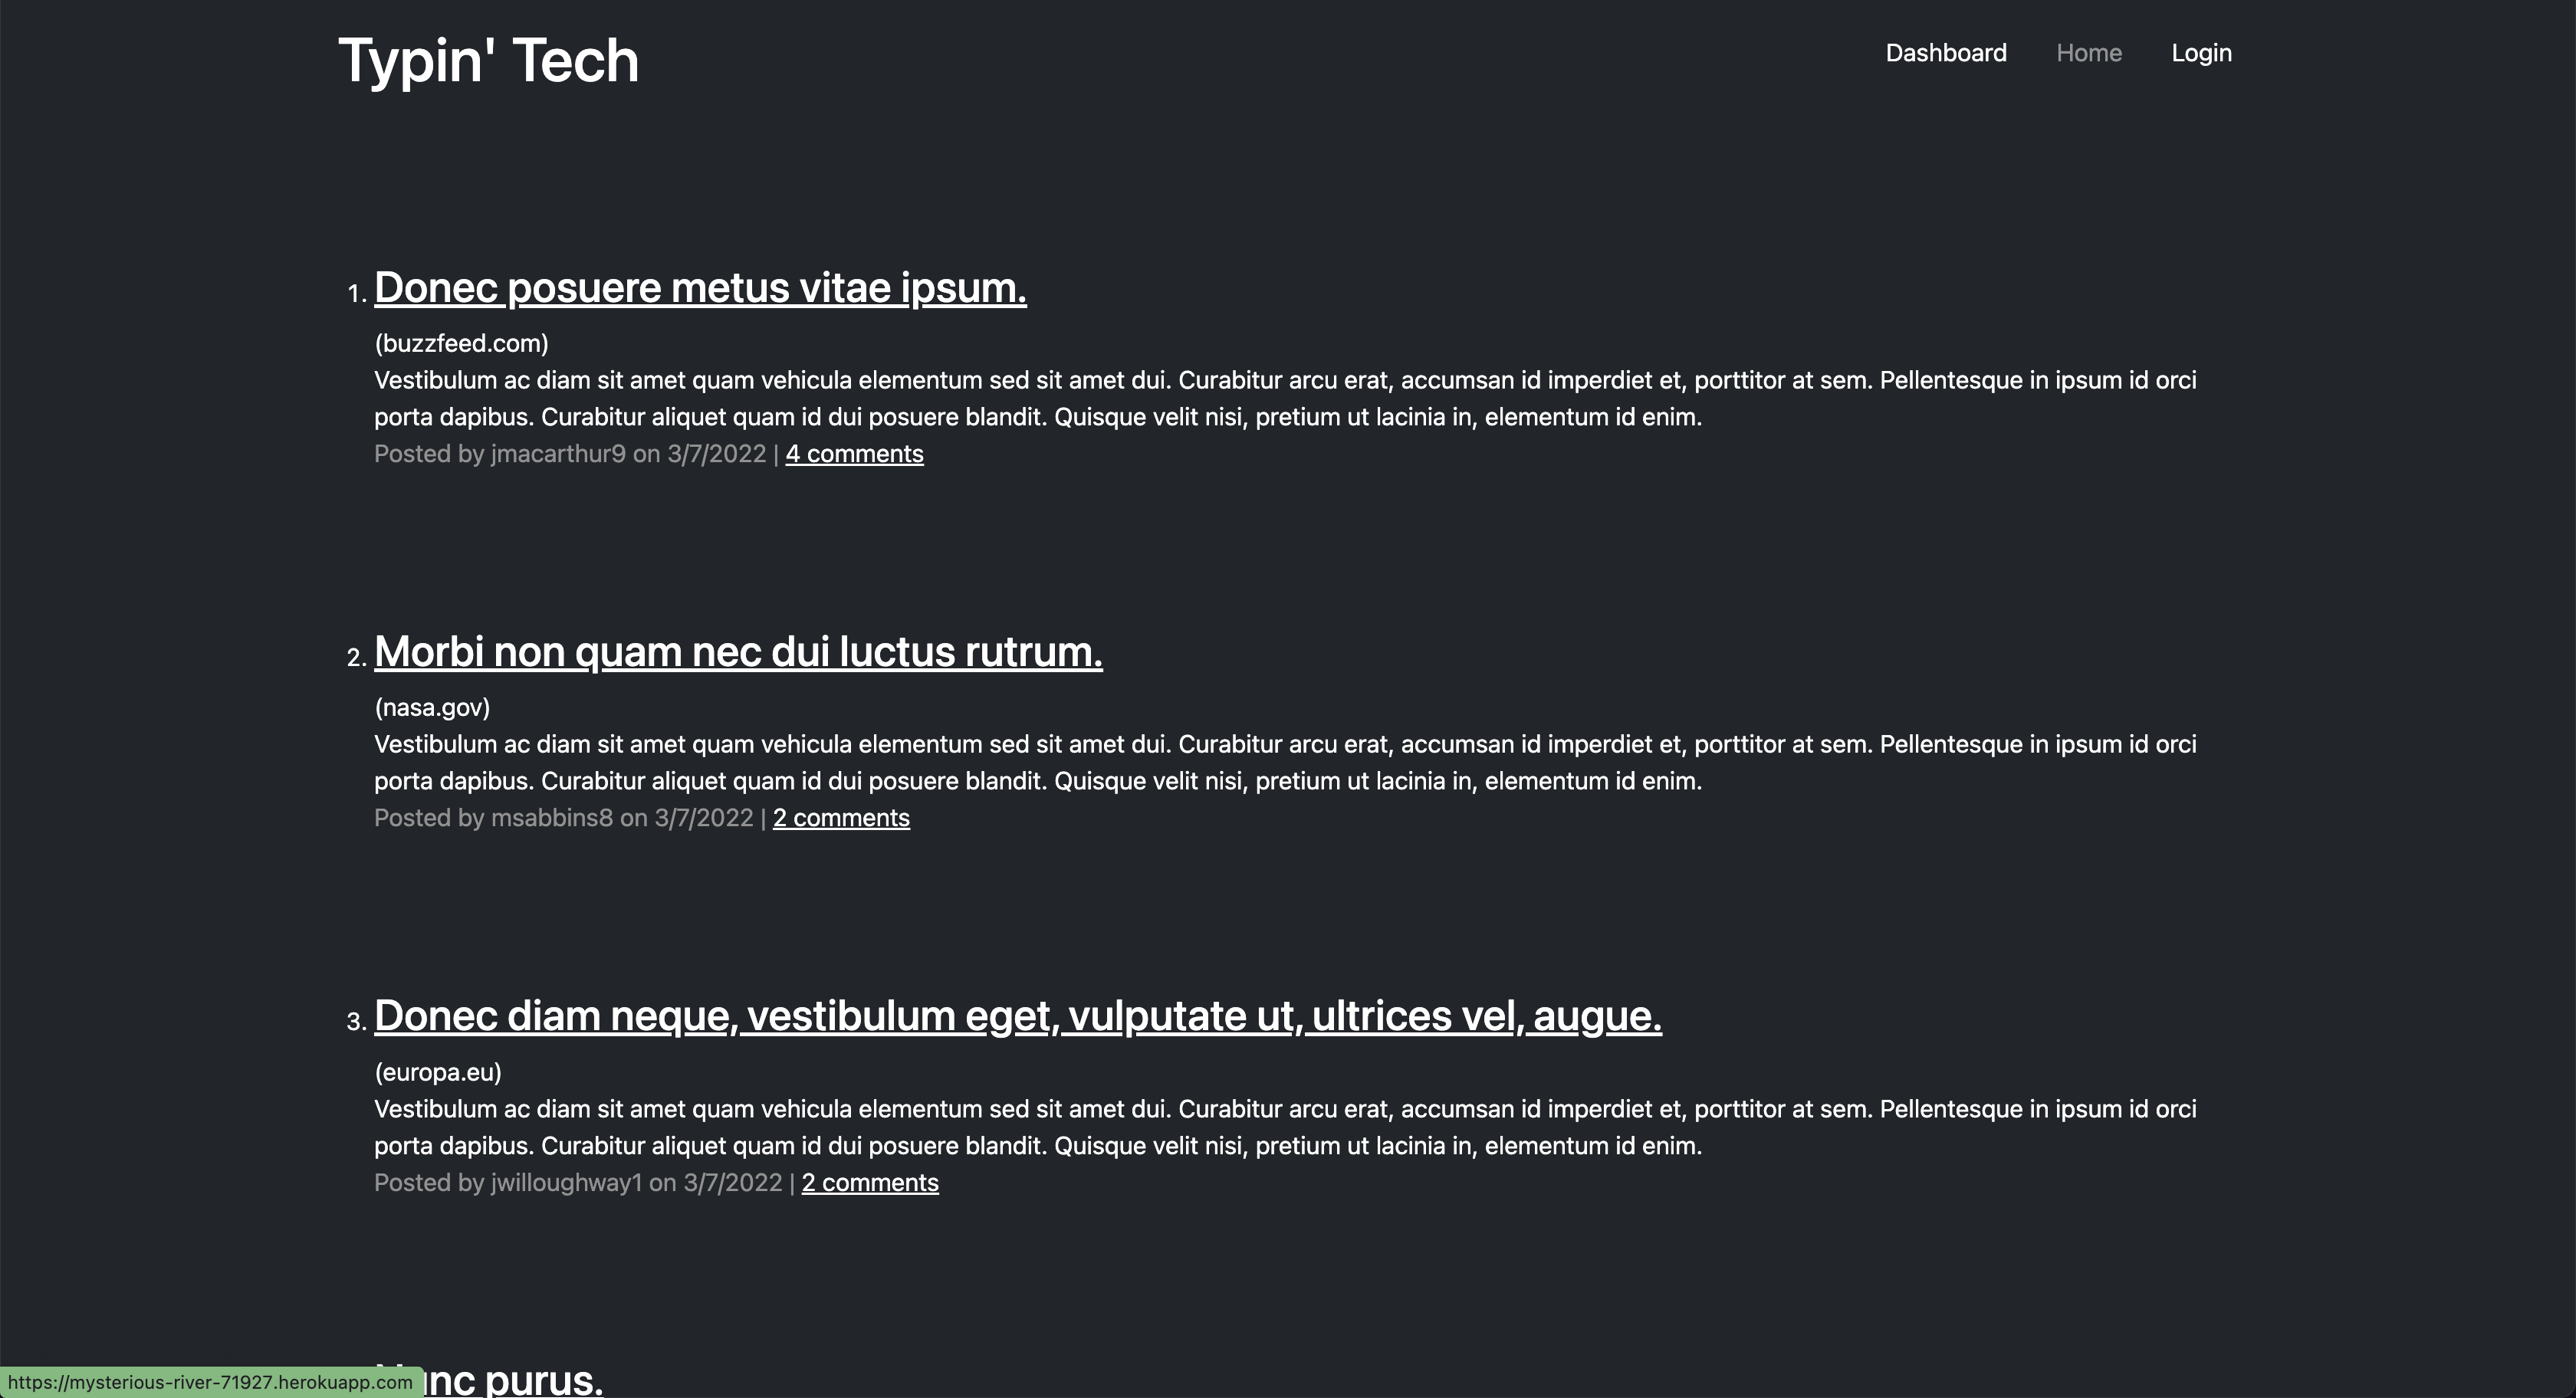 Typin' Tech
Dashboard Home Login
1. Donec posuere metus vitae ipsum.
(buzzfeed.com)
Vestibulum ac diam sit amet quam vehicula elementum sed sit amet dui. Curabitur arcu erat, accumsan id imperdiet et, porttitor at sem. Pellentesque in ipsum id orci
porta dapibus. Curabitur aliquet quam id dui posuere blandit. Quisque velit nisi, pretium ut lacinia in, elementum id enim.
Posted by jmacarthur9 on 3/7/2022 | 4 comments
2. Morbi non quam nec dui luctus rutrum.
(nasa.gov)
Vestibulum ac diam sit amet quam vehicula elementum sed sit amet dui. Curabitur arcu erat, accumsan id imperdiet et, porttitor at sem. Pellentesque in ipsum id orci
porta dapibus. Curabitur aliquet quam id dui posuere blandit. Quisque velit nisi, pretium ut lacinia in, elementum id enim.
Posted by msabbins8 on 3/7/2022 | 2 comments
3. Donec diam neque, vestibulum eget, vulputate ut, ultrices vel, augue.
(europa.eu)
Vestibulum ac diam sit amet quam vehicula elementum sed sit amet dui. Curabitur arcu erat, accumsan id imperdiet et, porttitor at sem. Pellentesque in ipsum id orci
porta dapibus. Curabitur aliquet quam id dui posuere blandit. Quisque velit nisi, pretium ut lacinia in, elementum id enim.
Posted by jwilloughway1 on 3/7/2022 | 2 comments
Nunc purus.
https://mysterious-river-71927.herokuapp.com